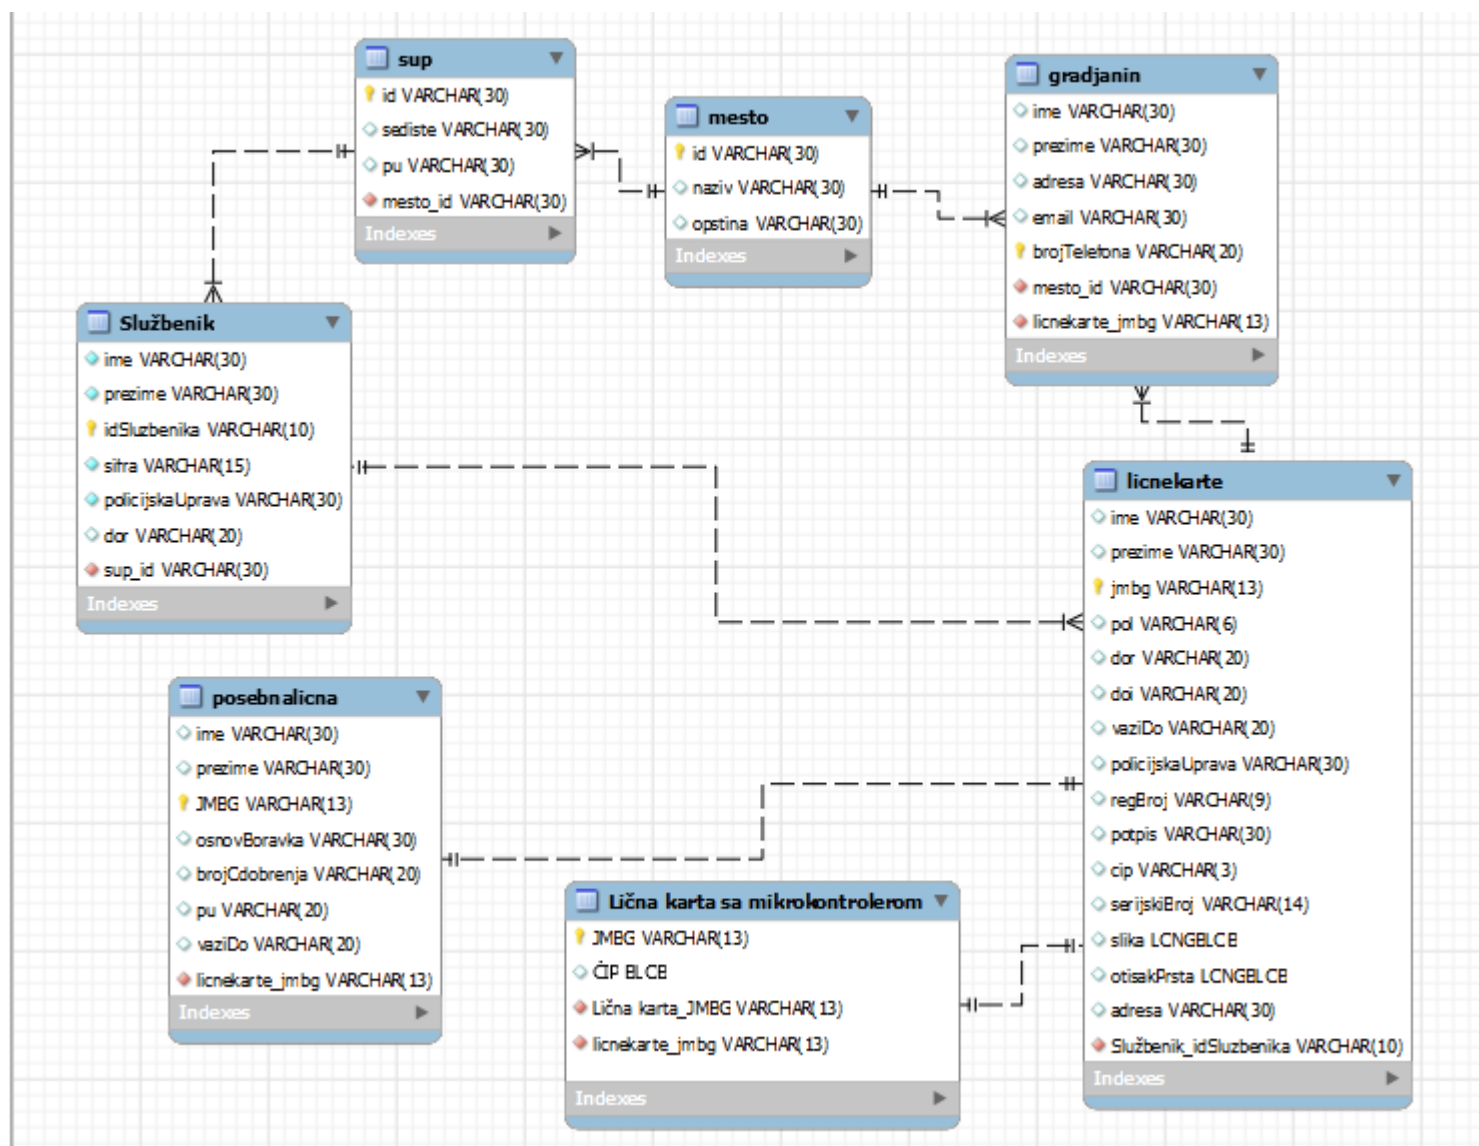 sup
id VARCHAR(30)
sediste VARCHAR(30)
pu VARCHAR(30)
mesto_id VARCHAR(30)
Indexes
mesto
id VARCHAR(30)
naziv VARCHAR(30)
opstina VARCHAR(30)
Indexes
gradjanin
ime VARCHAR(30)
prezime VARCHAR(30)
adresa VARCHAR(30)
email VARCHAR(30)
brojTelefona VARCHAR(20)
mesto_id VARCHAR(30)
licnekarte_jmbg VARCHAR(13)
Indexes
Službenik
ime VARCHAR(30)
prezime VARCHAR(30)
idSluzbenika VARCHAR(10)
sifra VARCHAR(15)
policijskaUprava VARCHAR(30)
dor VARCHAR(20)
sup_id VARCHAR(30)
Indexes
licnekarte
ime VARCHAR(30)
prezime VARCHAR(30)
jmbg VARCHAR(13)
pol VARCHAR(6)
dor VARCHAR(20)
doi VARCHAR(20)
vaziDo VARCHAR(20)
policijskaUprava VARCHAR(30)
regBroj VARCHAR(9)
potpis VARCHAR(30)
cip VARCHAR(3)
serijskiBroj VARCHAR(14)
slika LONGBLOB
otisakPrsta LONGBLOB
adresa VARCHAR(30)
Službenik_idSluzbenika VARCHAR(10)
Indexes
posebnalicna
ime VARCHAR(30)
prezime VARCHAR(30)
JMBG VARCHAR(13)
osnovBoravka VARCHAR(30)
brojOdobrenja VARCHAR(20)
pu VARCHAR(20)
vaziDo VARCHAR(20)
licnekarte_jmbg VARCHAR(13)
Indexes
Lična karta sa mikrokontrolerom
JMBG VARCHAR(13)
ČIP BLOB
Lična karta_JMBG VARCHAR(13)
licnekarte_jmbg VARCHAR(13)
Indexes